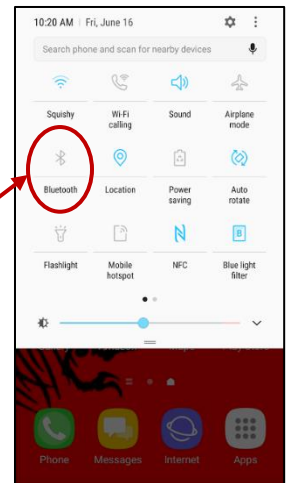 10:20 AM | Fri, June 16
Search phone and scan for nearby devices
Squishy
Wi-Fi
calling
Sound
Airplane
mode
Bluetooth
Location
Power
saving
Auto
rotate
Flashlight
Mobile
hotspot
NFC
Blue light
filter
Phone
Messages
Internet
Apps